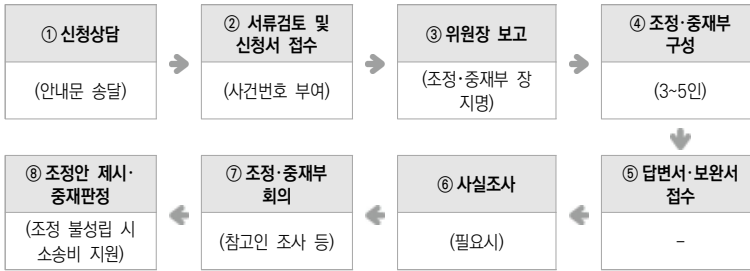 ① 신청상담
(안내문 송달)
② 서류검토 및
신청서 접수
(사건번호 부여)
③ 위원장 보고
(조정·중재부 장
지명)
④ 조정·중재부
구성
(3~5인)
⑤ 답변서·보완서
접수
-
⑥ 사실조사
(필요시)
⑦ 조정·중재부
회의
(참고인 조사 등)
⑧ 조정안 제시·
중재판정
(조정 불성립 시
소송비 지원)